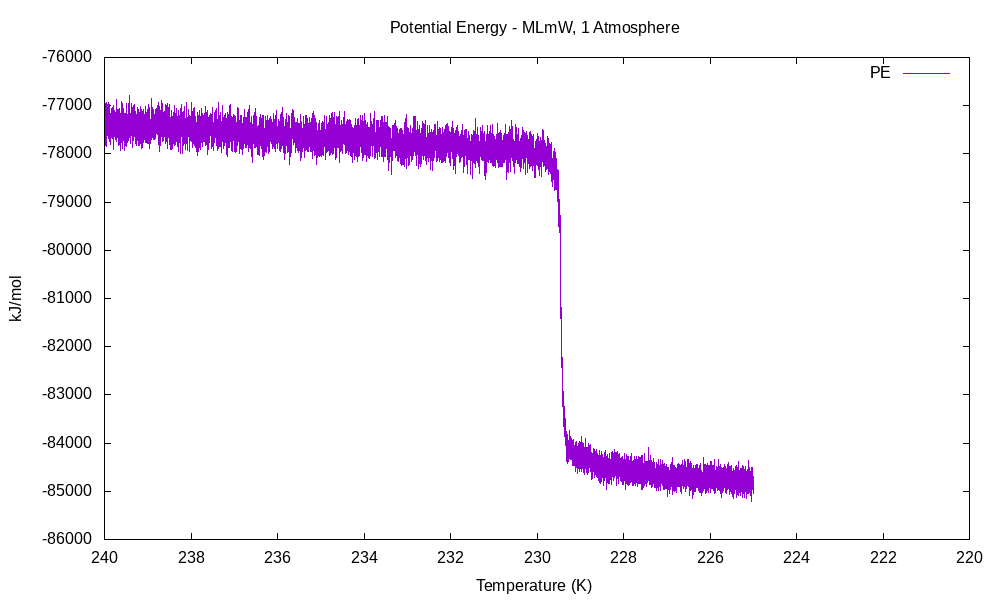 Potential Energy - MLmW, 1 Atmosphere
PE
-76000
-77000
-78000
-79000
-80000
-81000
-82000
-83000
-84000
-85000
-86000
kJ/mol
240 238 236 234 232 230 228 226 224 222 220
Temperature (K)